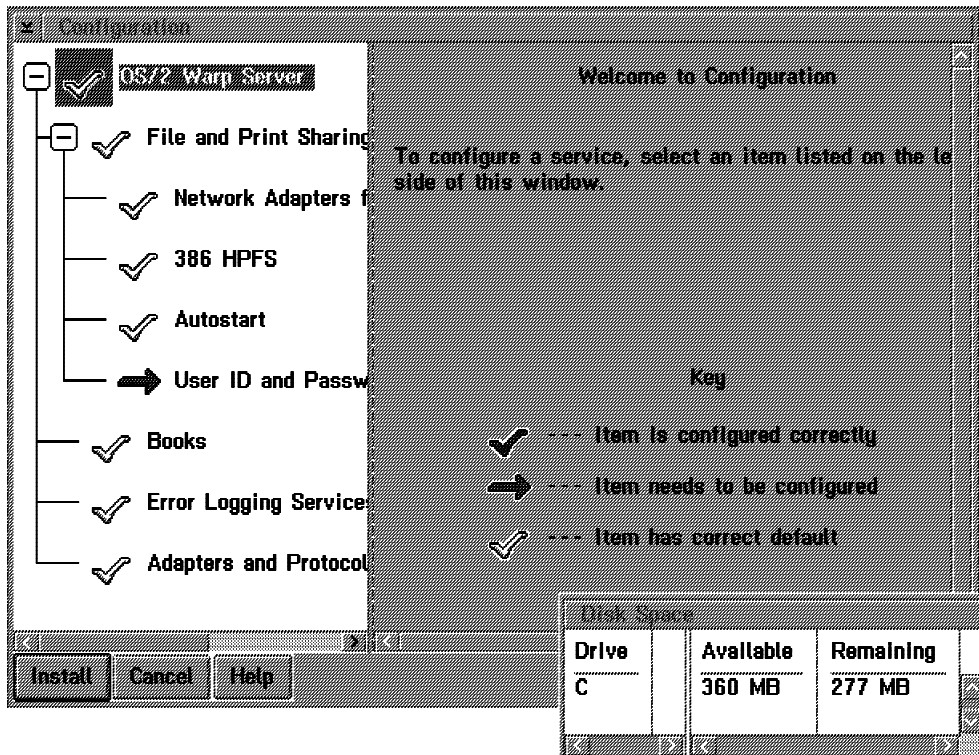 Configuration
OS/2 Warp Server
File and Print Sharing
Network Adapters f
386 HPFS
Autostart
User ID and Passw
Books
Error Logging Services
Adapters and Protocol
Welcome to Configuration
To configure a service, select an item listed on the le
side of this window.
Key
--- Item is configured correctly
--- Item needs to be configured
--- Item has correct default
Install
Cancel
Help
Disk Space
Drive Available Remaining
C 360 MB 277 MB